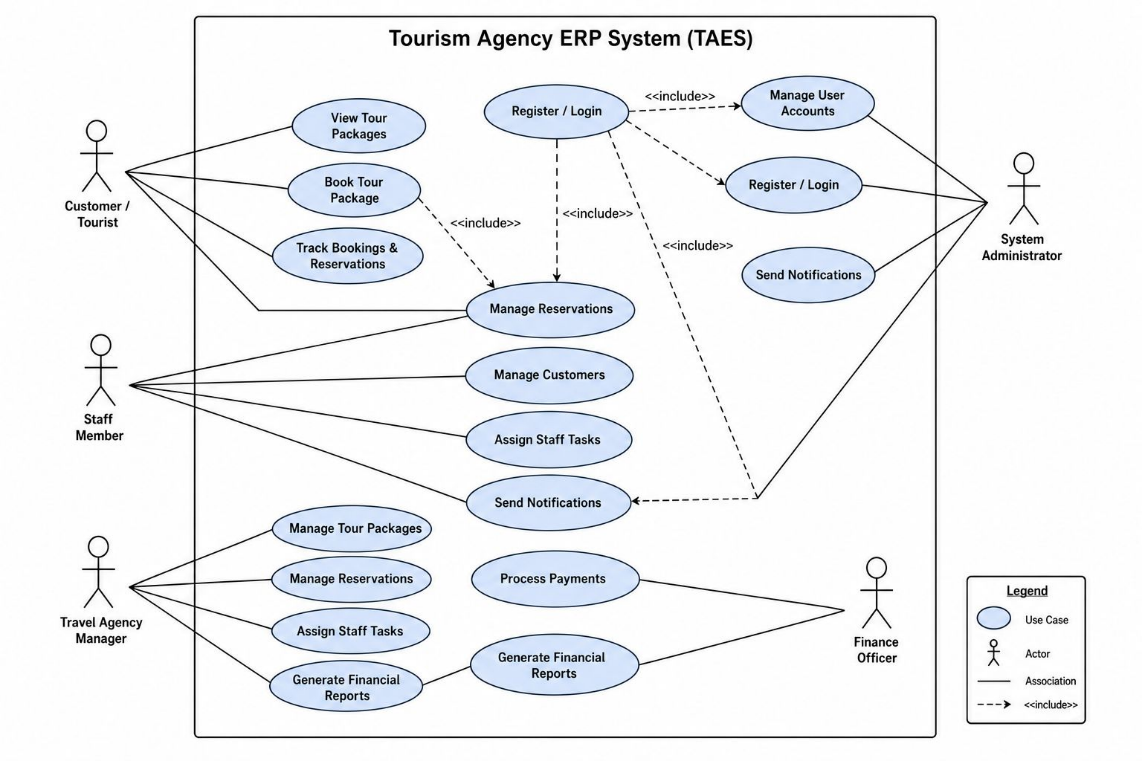 Tourism Agency ERP System (TAES)
Customer /
Tourist
View Tour
Packages
Book Tour
Package
Track Bookings &
Reservations
Register / Login
<<include>>
Manage User
Accounts
Register / Login
Send Notifications
System
Administrator
<<include>>
<<include>>
<<include>>
Manage Reservations
Manage Customers
Assign Staff Tasks
Send Notifications
Staff
Member
Manage Tour Packages
Manage Reservations
Assign Staff Tasks
Generate Financial
Reports
Travel Agency
Manager
Process Payments
Generate Financial
Reports
Finance
Officer
Legend
Use Case
Actor
Association
<<include>>